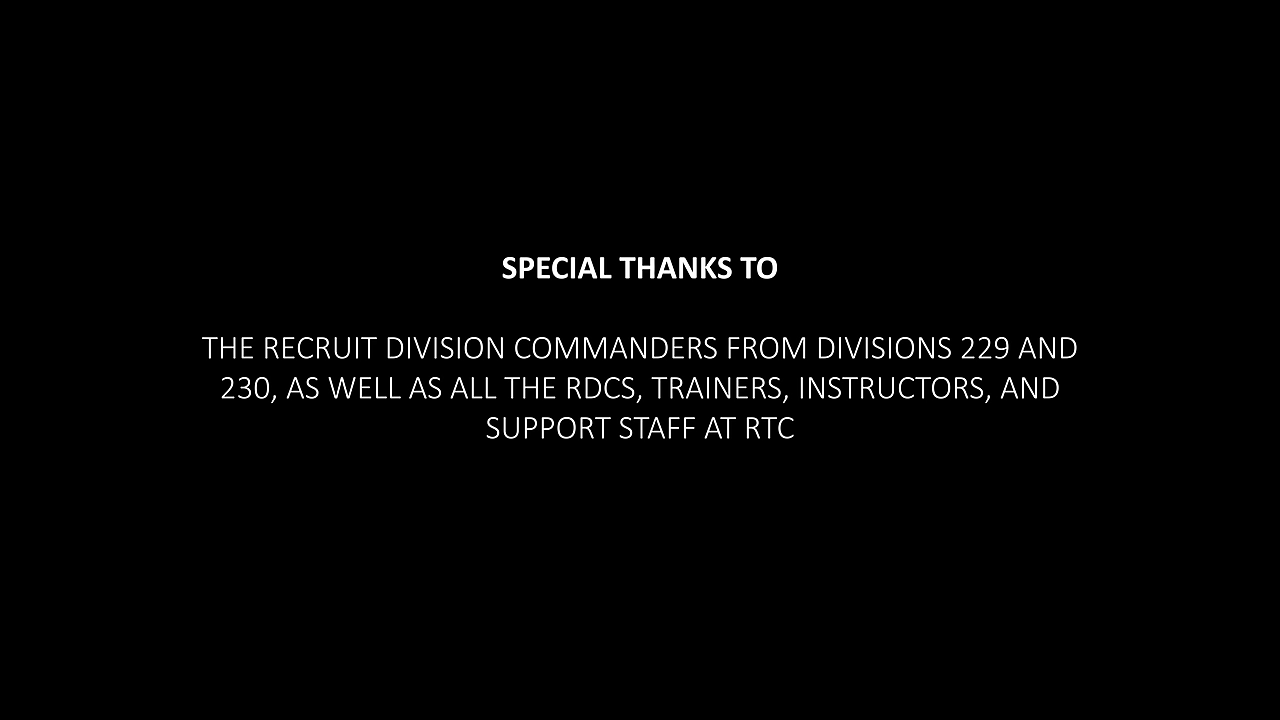 SPECIAL THANKS TO
THE RECRUIT DIVISION COMMANDERS FROM DIVISIONS 229 AND
230, AS WELL AS ALL THE RDCS, TRAINERS, INSTRUCTORS, AND
SUPPORT STAFF AT RTC